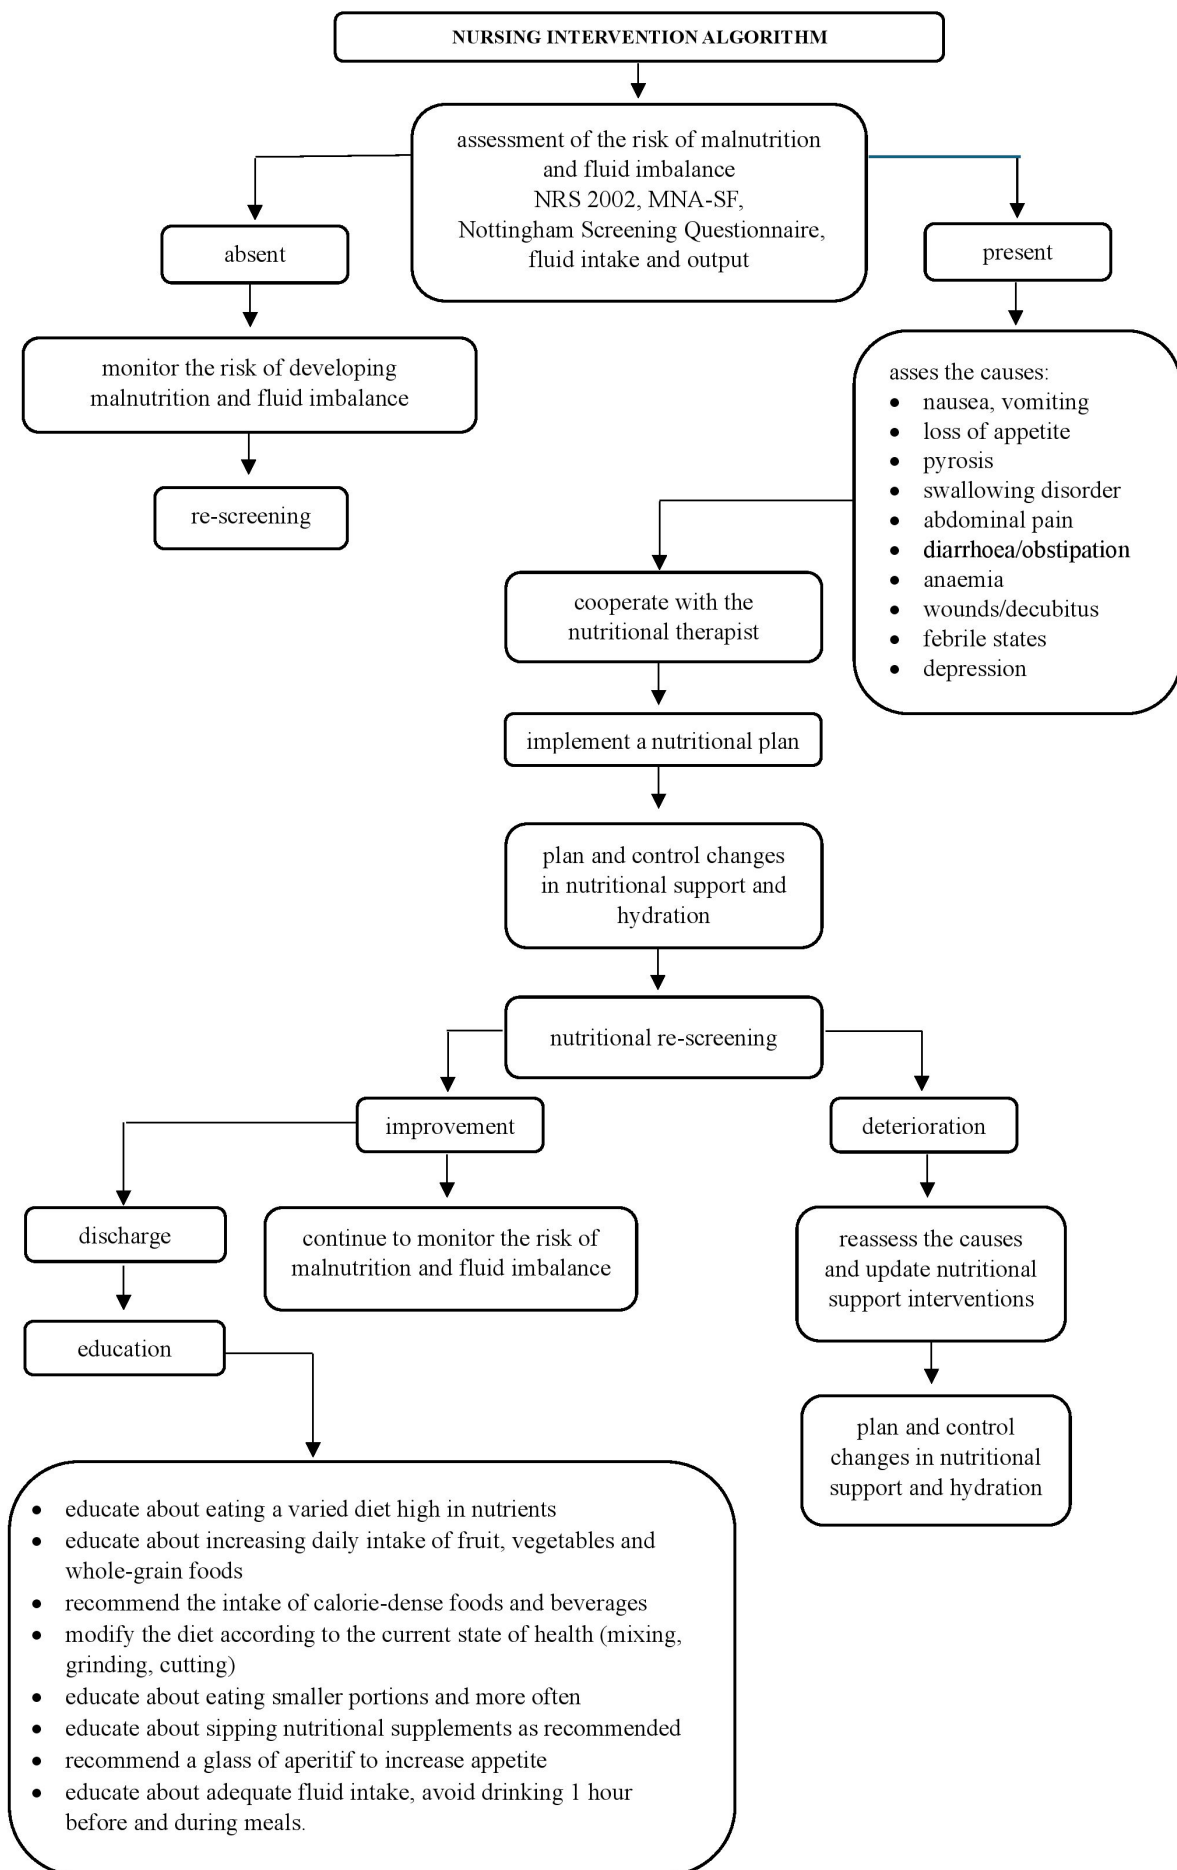 NURSING INTERVENTION ALGORITHM
assessment of the risk of malnutrition
and fluid imbalance
NRS 2002, MNA-SF,
Nottingham Screening Questionnaire,
fluid intake and output
absent
present
monitor the risk of developing
malnutrition and fluid imbalance
re-screening
asses the causes:
• nausea, vomiting
• loss of appetite
• pyrosis
• swallowing disorder
• abdominal pain
• diarrhoea/obstipation
• anaemia
• wounds/decubitus
• febrile states
• depression
cooperate with the
nutritional therapist
implement a nutritional plan
plan and control changes
in nutritional support and
hydration
nutritional re-screening
improvement
deterioration
discharge
continue to monitor the risk of
malnutrition and fluid imbalance
reassess the causes
and update nutritional
support interventions
education
plan and control
changes in nutritional
support and hydration
• educate about eating a varied diet high in nutrients
• educate about increasing daily intake of fruit, vegetables and
whole-grain foods
• recommend the intake of calorie-dense foods and beverages
• modify the diet according to the current state of health (mixing,
grinding, cutting)
• educate about eating smaller portions and more often
• educate about sipping nutritional supplements as recommended
• recommend a glass of aperitif to increase appetite
• educate about adequate fluid intake, avoid drinking 1 hour
before and during meals.